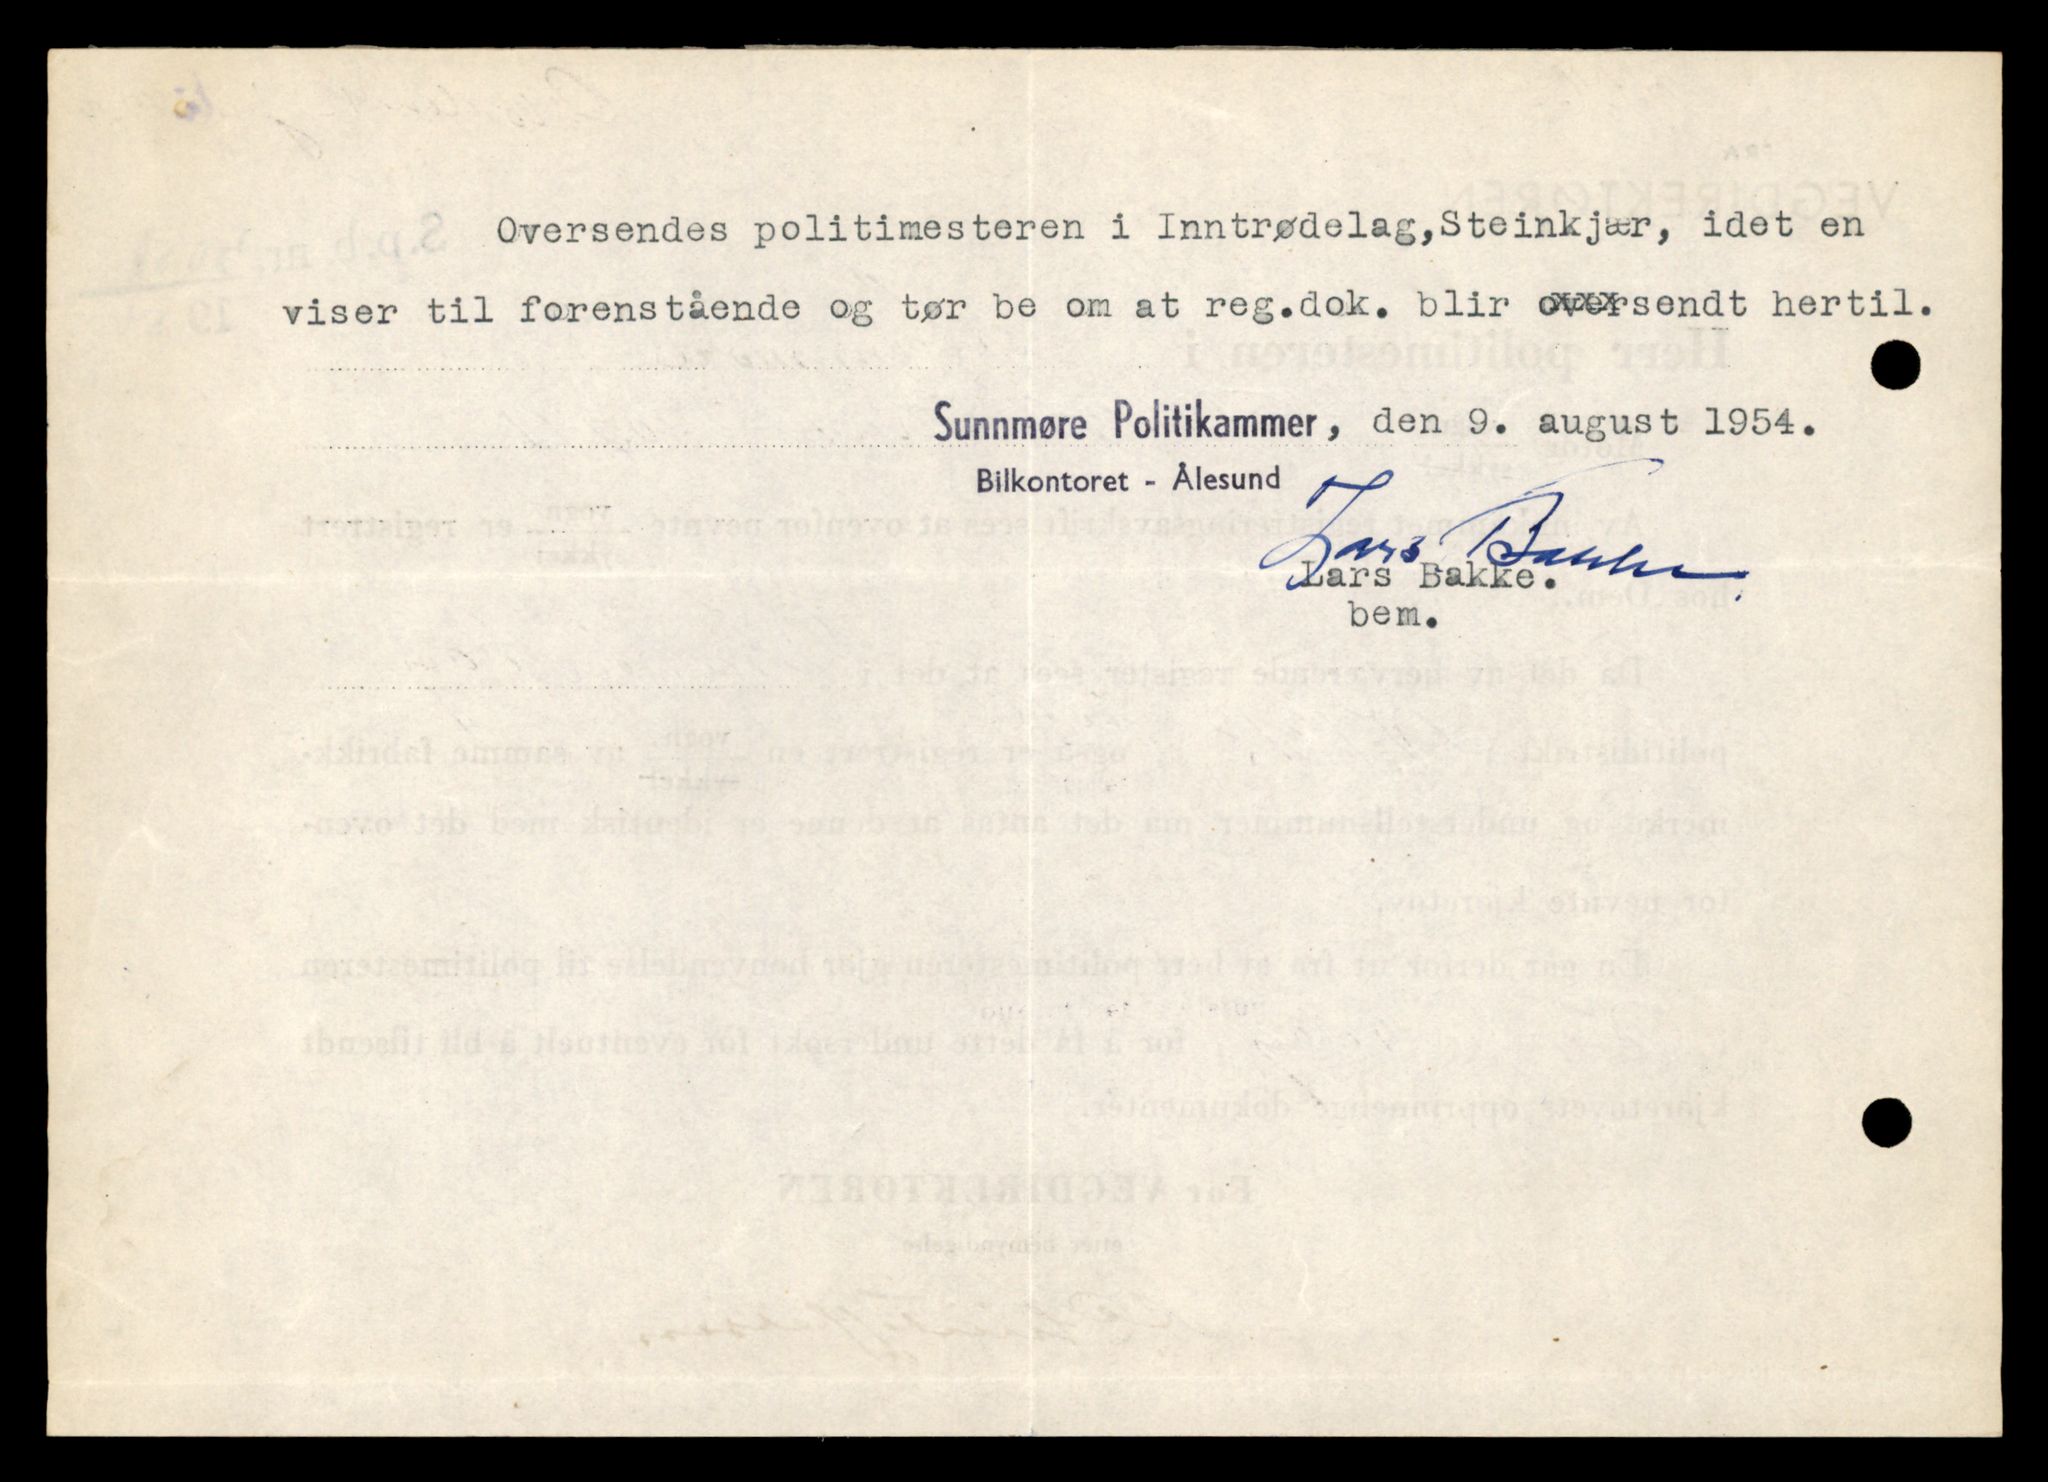 Oversendes politimesteren i Inntrødelag,Steinkjær, idet en
viser til forenstående og tør be om at reg.dok. blir oversendt hertil.
Sunnmøre Politikammer, den 9. august 1954.
Bilkontoret - Ålesund
Lars Bakke
Lars Bakke.
bem.